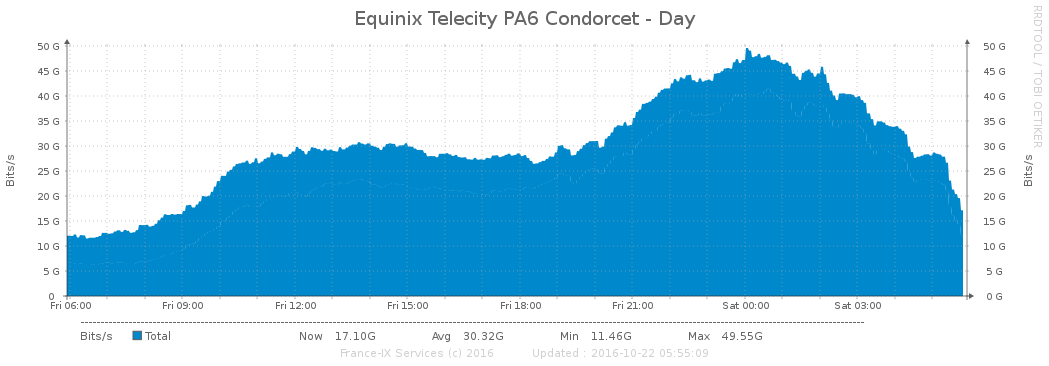 Equinix Telecity PA6 Condorcet - Day
RRDTOOL / TOBI OETIKER
Bits/s
50 G
45 G
40 G
35 G
30 G
25 G
20 G
15 G
10 G
5 G
0
50 G
45 G
40 G
35 G
30 G
25 G
20 G
15 G
10 G
5 G
0 G
Bits/s
Fri 06:00 Fri 09:00 Fri 12:00 Fri 15:00 Fri 18:00 Fri 21:00 Sat 00:00 Sat 03:00
Bits/s Total Now 17.10G Avg 30.32G Min 11.46G Max 49.55G
France-IX Services (c) 2016 Updated : 2016-10-22 05:55:09